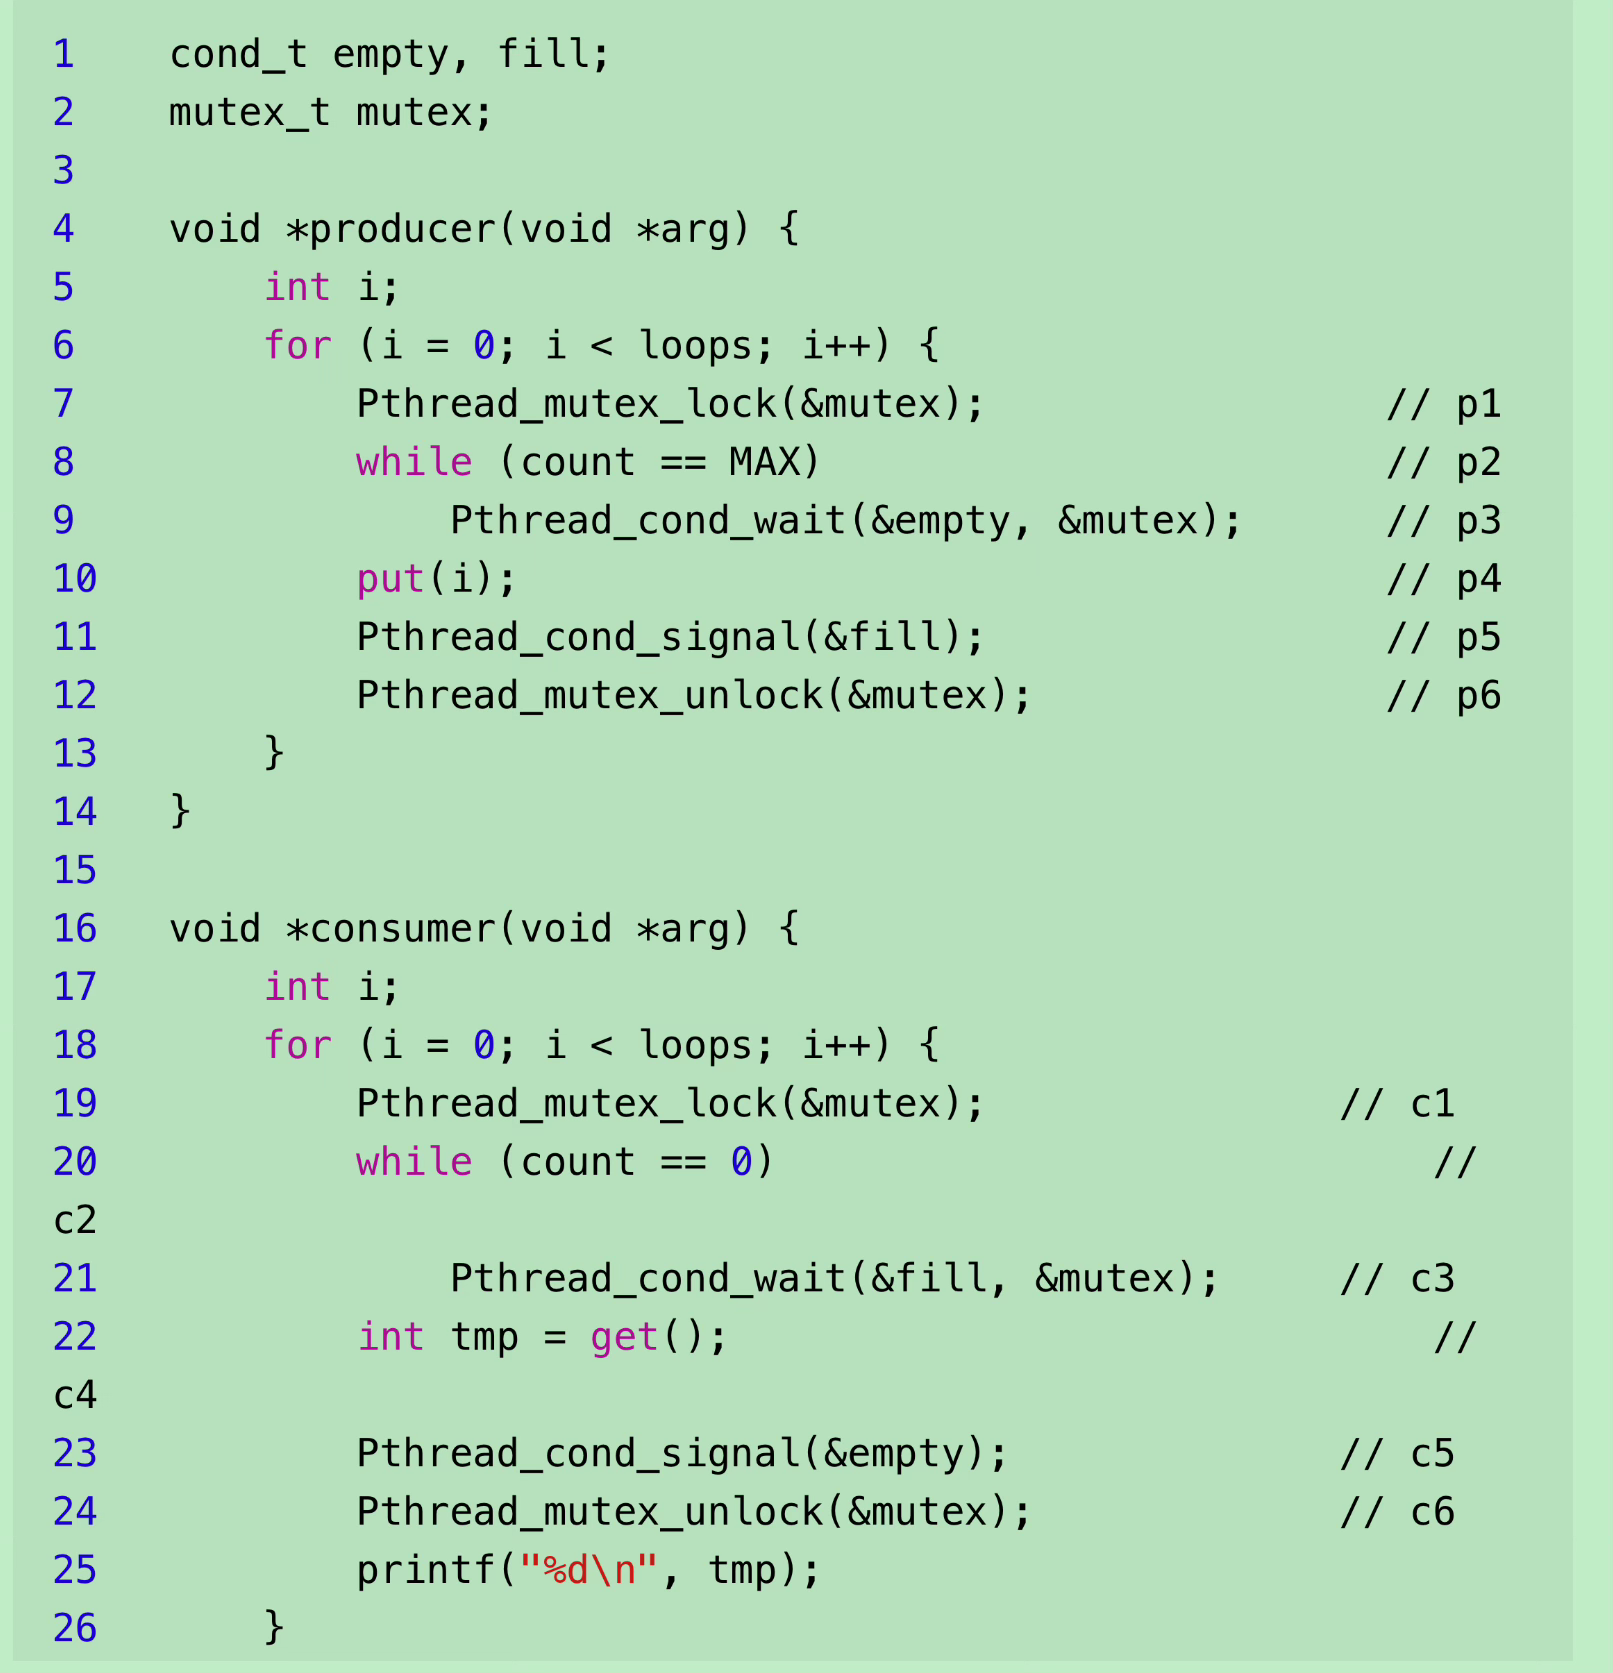 1    cond_t empty, fill;
2    mutex_t mutex;
3
4    void *producer(void *arg) {
5        int i;
6        for (i = 0; i < loops; i++) {
7            Pthread_mutex_lock(&mutex);                 // p1
8            while (count == MAX)                        // p2
9                Pthread_cond_wait(&empty, &mutex);      // p3
10           put(i);                                     // p4
11           Pthread_cond_signal(&fill);                 // p5
12           Pthread_mutex_unlock(&mutex);               // p6
13       }
14   }
15
16   void *consumer(void *arg) {
17       int i;
18       for (i = 0; i < loops; i++) {
19           Pthread_mutex_lock(&mutex);               // c1
20           while (count == 0)                            //
c2
21               Pthread_cond_wait(&fill, &mutex);     // c3
22           int tmp = get();                              //
c4
23           Pthread_cond_signal(&empty);              // c5
24           Pthread_mutex_unlock(&mutex);             // c6
25           printf("%d\n", tmp);
26       }